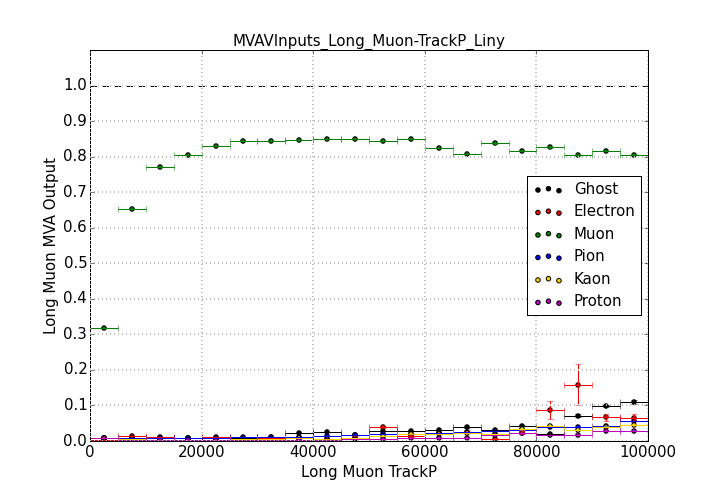 MVAVInputs_Long_Muon-TrackP_Liny
1.0
0.9
0.8
0.7
0.6
0.5
0.4
0.3
0.2
0.1
0.0
Long Muon MVA Output
Ghost
Electron
Muon
Pion
Kaon
Proton
0 20000 40000 60000 80000 100000
Long Muon TrackP